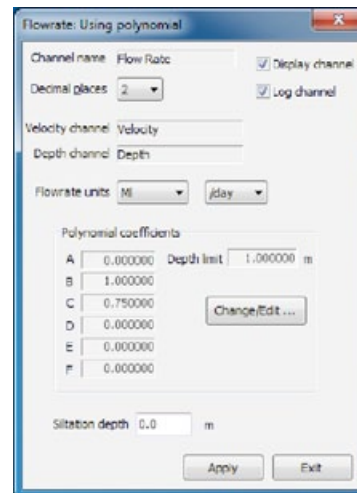 Flowrate: Using polynomial
Channel name Flow Rate Display channel
Decimal places 2 Log channel
Velocity channel Velocity
Depth channel Depth
Flowrate units Ml /day
Polynomial coefficients
A 0.000000 Depth limit 1.000000 m
B 1.000000
C 0.750000 Change/Edit ...
D 0.000000
E 0.000000
F 0.000000
Siltation depth 0.0 m
Apply Exit